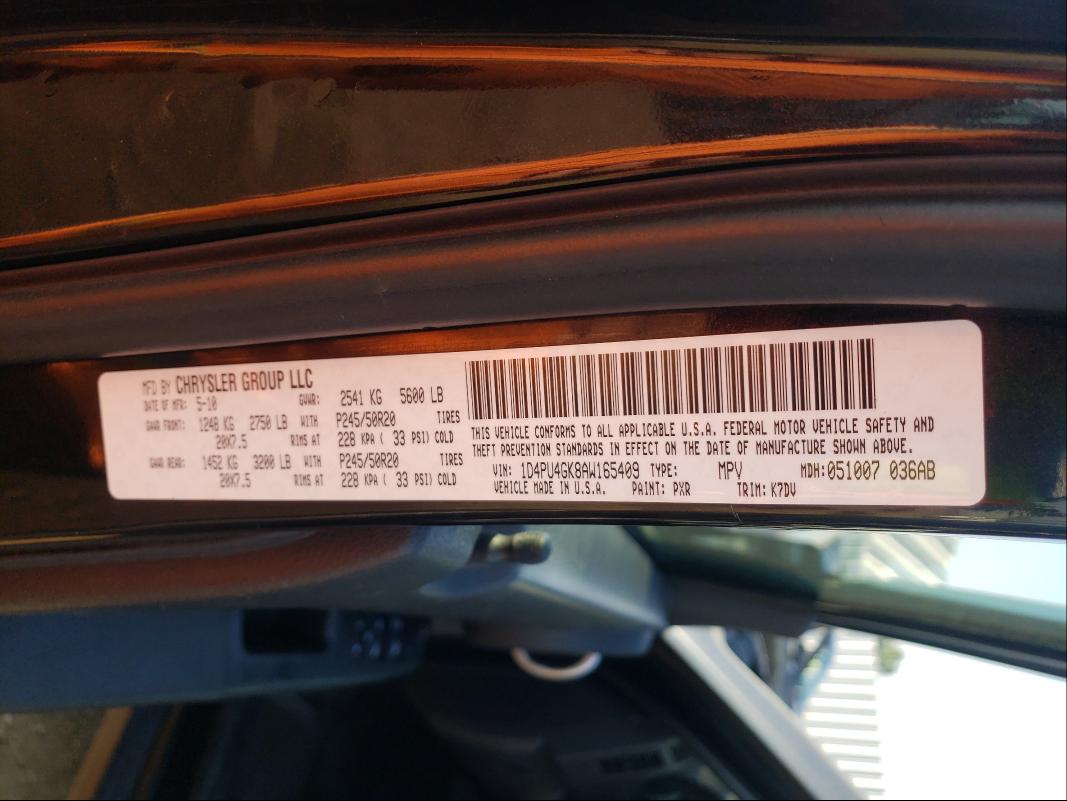 MFD BY CHRYSLER GROUP LLC
DATE OF MFR: 5-10 GVWR: 2541 KG 5600 LB
GAWR FRONT: 1248 KG 2750 LB WITH P245/50R20 TIRES
20X7.5 RIMS AT 228 KPA ( 33 PSI) COLD
GAWR REAR: 1452 KG 3200 LB WITH P245/50R20 TIRES
20X7.5 RIMS AT 228 KPA ( 33 PSI) COLD
THIS VEHICLE CONFORMS TO ALL APPLICABLE U.S.A. FEDERAL MOTOR VEHICLE SAFETY AND
THEFT PREVENTION STANDARDS IN EFFECT ON THE DATE OF MANUFACTURE SHOWN ABOVE.
VIN: 1D4PU4GK8AW165409 TYPE: MPV MDH: 051007 036AB
VEHICLE MADE IN U.S.A. PAINT: PXR TRIM: K7DV